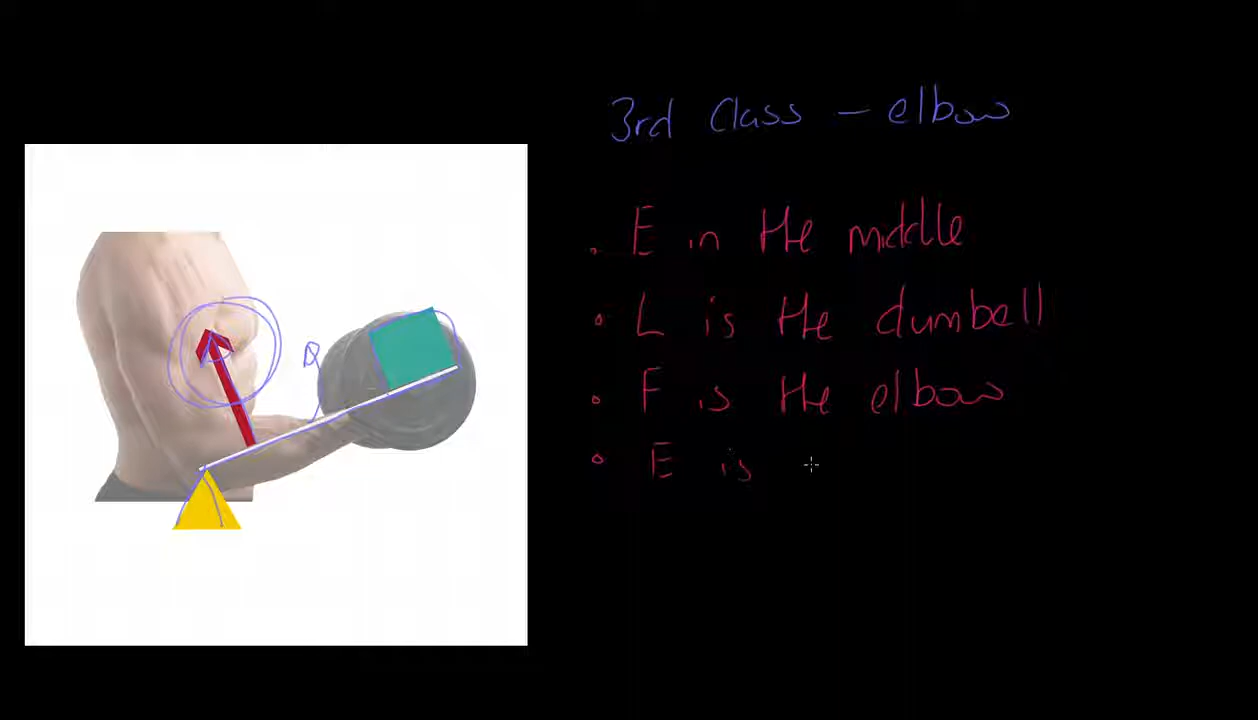 3rd Class - elbow
. E in the middle
. L is the dumbell
. F is the elbow
. E is